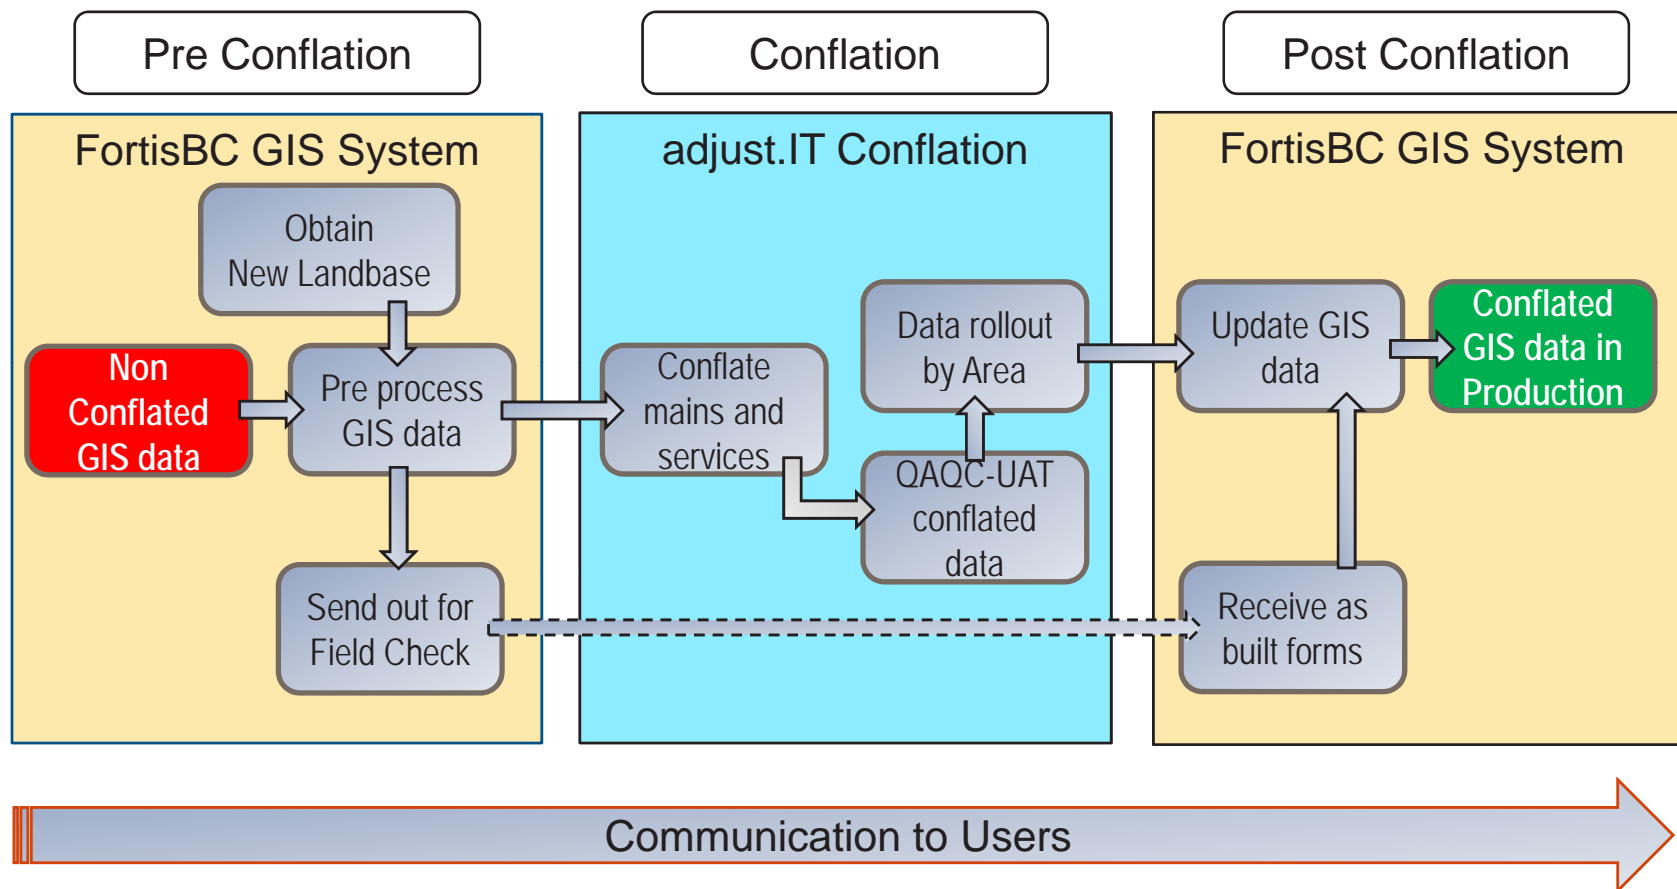 Pre Conflation
Conflation
Post Conflation
FortisBC GIS System
Obtain
New Landbase
Non
Conflated
GIS data
Pre process
GIS data
Send out for
Field Check
adjust.IT Conflation
Conflate
mains and
services
Data rollout
by Area
QAQC-UAT
conflated
data
FortisBC GIS System
Update GIS
data
Conflated
GIS data in
Production
Receive as
built forms
Communication to Users